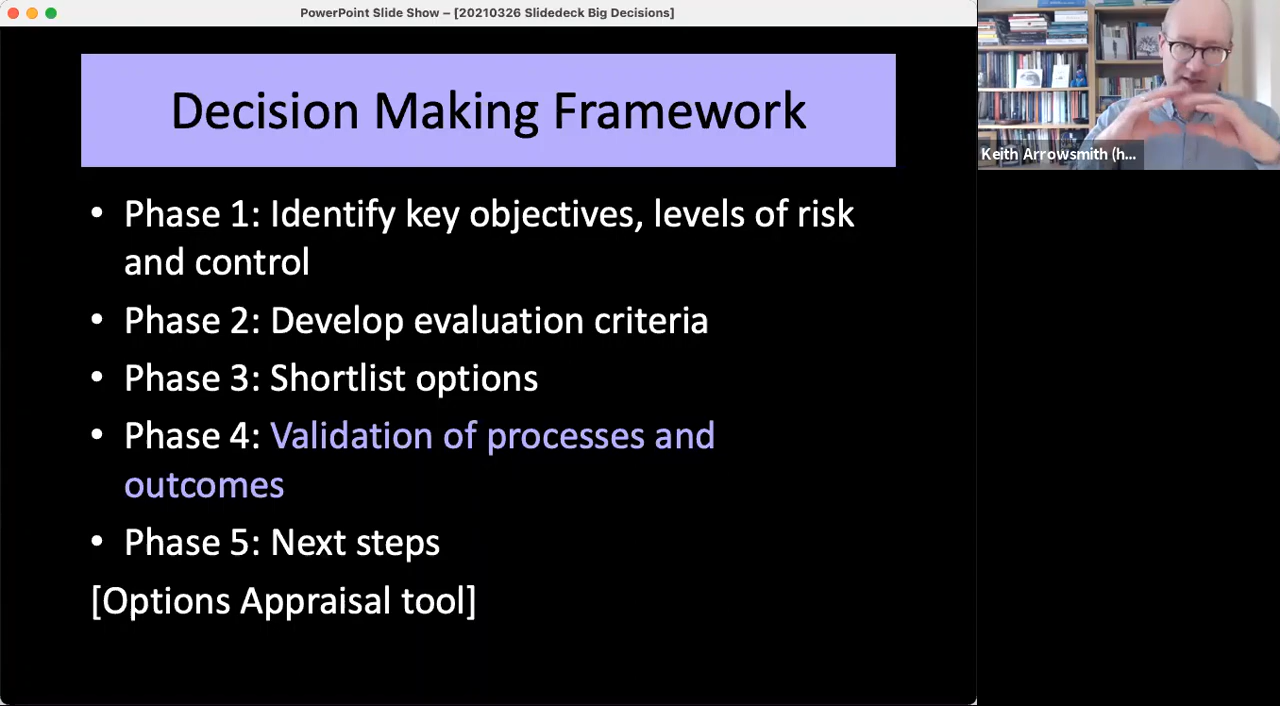 PowerPoint Slide Show – [20210326 Slidedeck Big Decisions]
Decision Making Framework
• Phase 1: Identify key objectives, levels of risk
and control
• Phase 2: Develop evaluation criteria
• Phase 3: Shortlist options
• Phase 4: Validation of processes and
outcomes
• Phase 5: Next steps
[Options Appraisal tool]
Keith Arrowsmith (h...